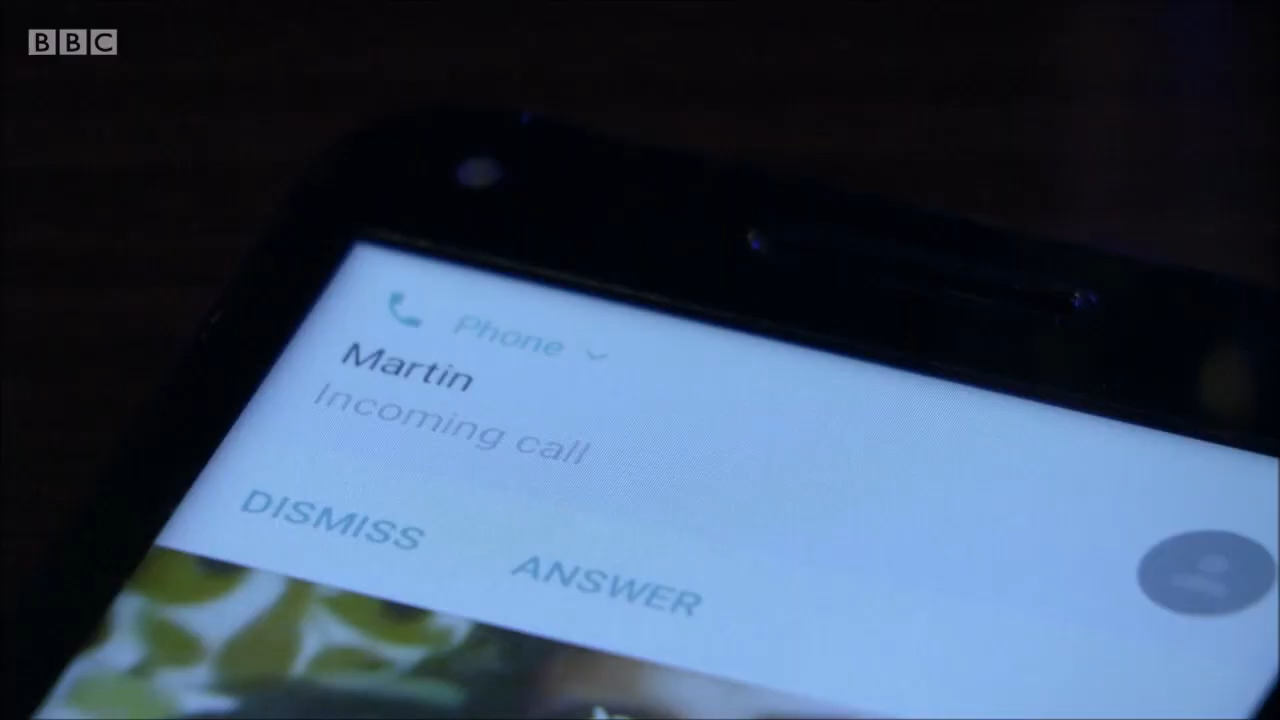 BBC
Phone
Martin
Incoming call
DISMISS
ANSWER